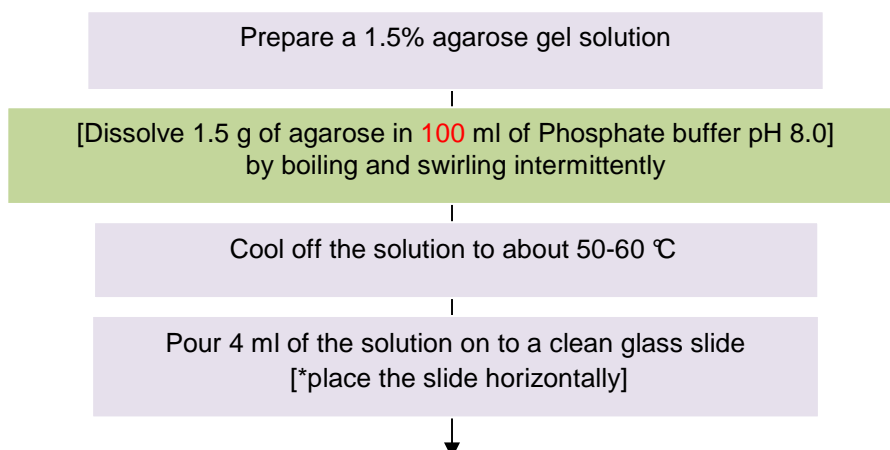 Prepare a 1.5% agarose gel solution
[Dissolve 1.5 g of agarose in 100 ml of Phosphate buffer pH 8.0]
by boiling and swirling intermittently
Cool off the solution to about 50-60 ℃
Pour 4 ml of the solution on to a clean glass slide
[*place the slide horizontally]